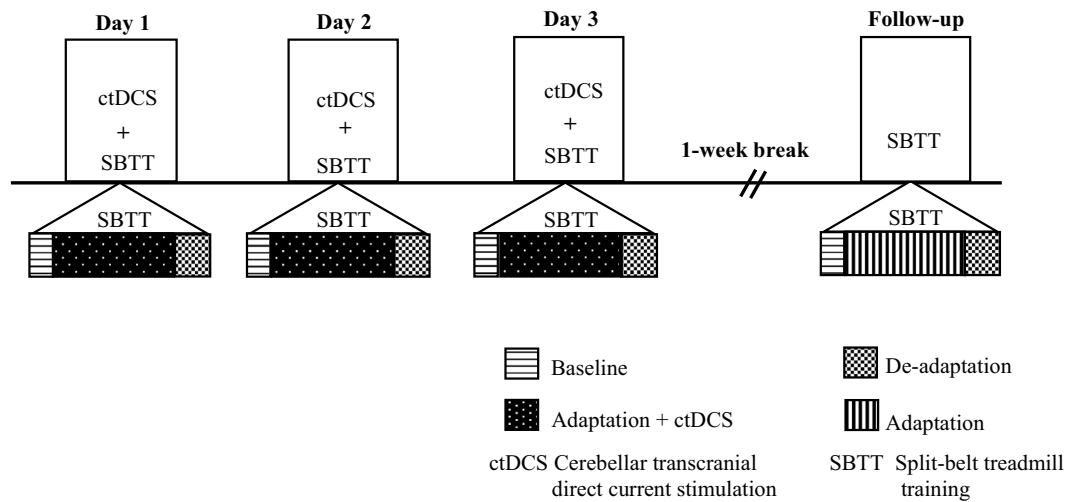 Day 1
Day 2
Day 3
Follow-up
ctDCS
+
SBTT
ctDCS
+
SBTT
ctDCS
+
SBTT
1-week break
SBTT
SBTT
SBTT
SBTT
SBTT
Baseline
De-adaptation
Adaptation + ctDCS
Adaptation
ctDCS Cerebellar transcranial
direct current stimulation
SBTT Split-belt treadmill
training